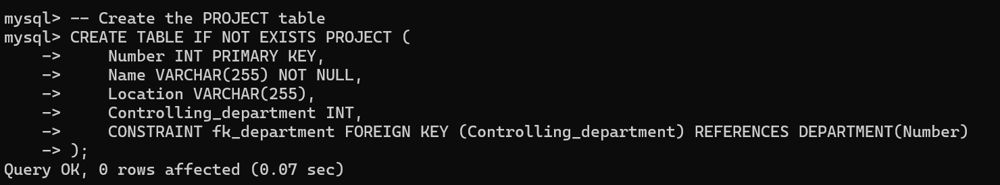 mysql> -- Create the PROJECT table
mysql> CREATE TABLE IF NOT EXISTS PROJECT (
    ->     Number INT PRIMARY KEY,
    ->     Name VARCHAR(255) NOT NULL,
    ->     Location VARCHAR(255),
    ->     Controlling_department INT,
    ->     CONSTRAINT fk_department FOREIGN KEY (Controlling_department) REFERENCES DEPARTMENT(Number)
    -> );
Query OK, 0 rows affected (0.07 sec)